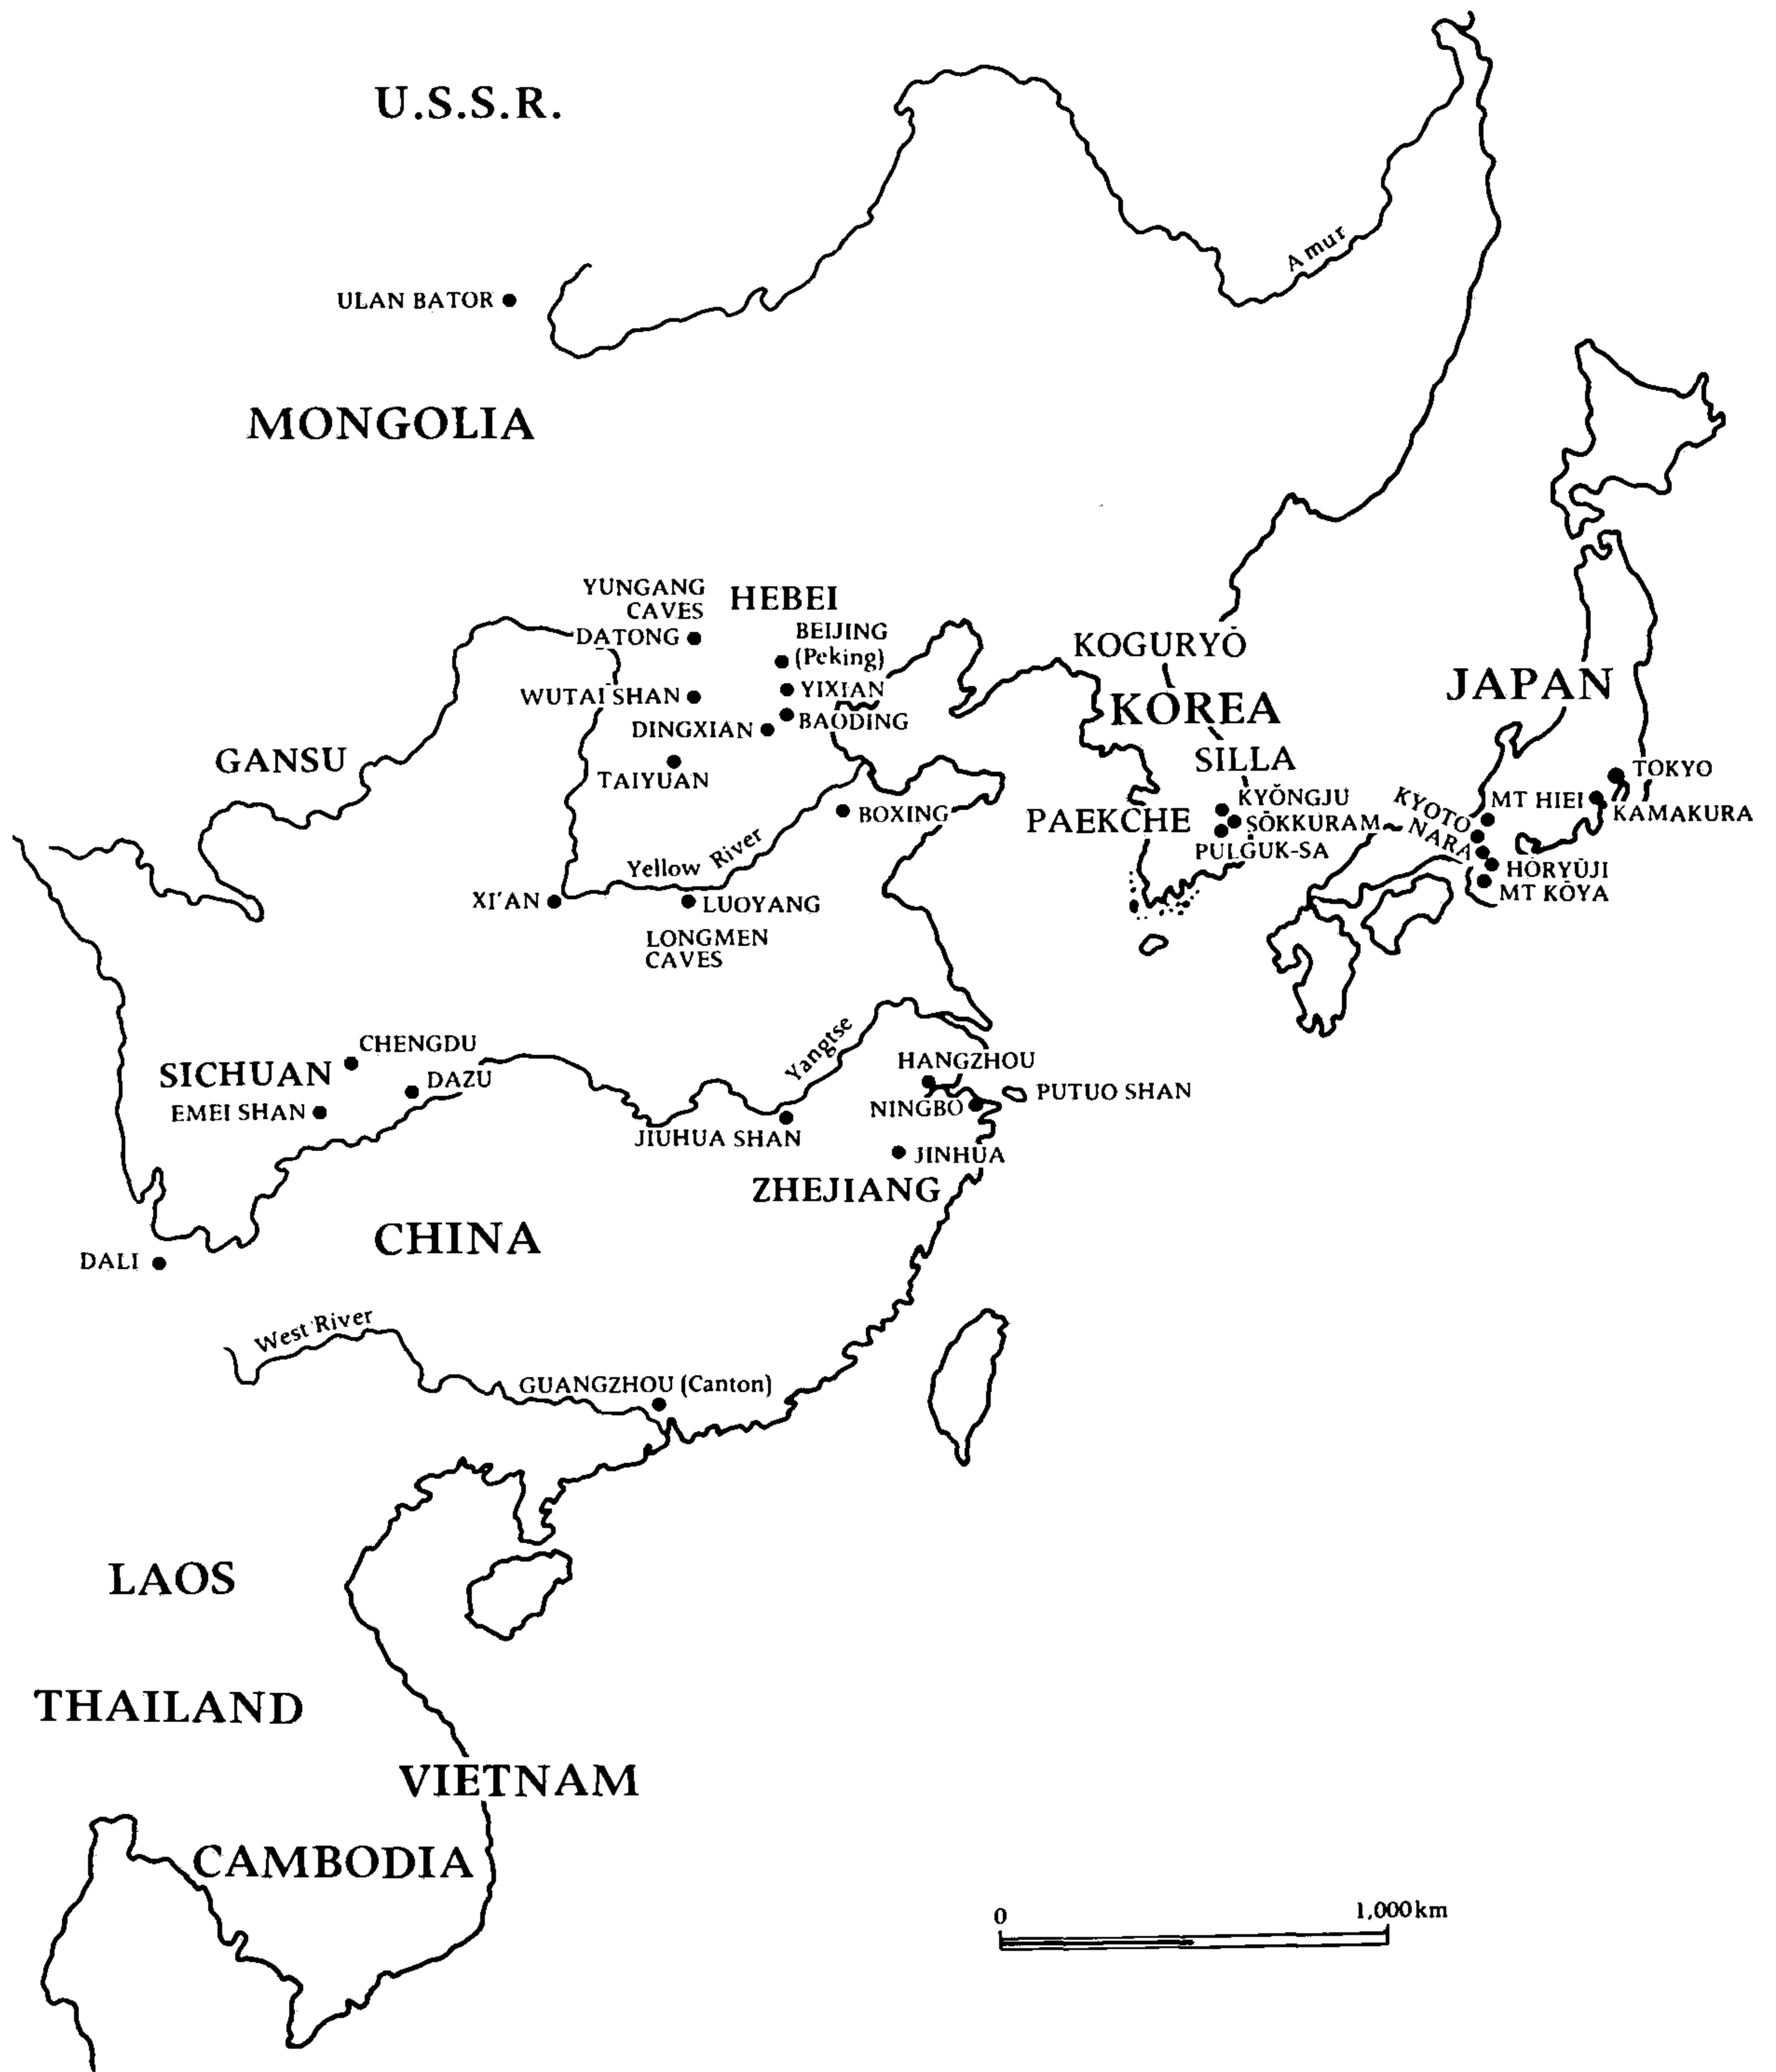 U.S.S.R.
Amur
ULAN BATOR
MONGOLIA
YUNGANG
CAVES
HEBEI
DATONG
BEIJING
(Peking)
KOGURYŎ
WUTAI SHAN
YIXIAN
JAPAN
KOREA
DINGXIAN
BAODING
GANSU
SILLA
TAIYUAN
TOKYO
KYŎNGJU
KYOTO
MT HIEI
BOXING
PAEKCHE
SŎKKURAM
NARA
KAMAKURA
PULGUK-SA
Yellow River
HŌRYŪJI
MT KŌYA
XI'AN
LUOYANG
LONGMEN
CAVES
Yangtse
CHENGDU
SICHUAN
HANGZHOU
DAZU
PUTUO SHAN
EMEI SHAN
NINGBO
JIUHUA SHAN
JINHUA
ZHEJIANG
CHINA
DALI
West River
GUANGZHOU (Canton)
LAOS
THAILAND
VIETNAM
CAMBODIA
0
1,000km